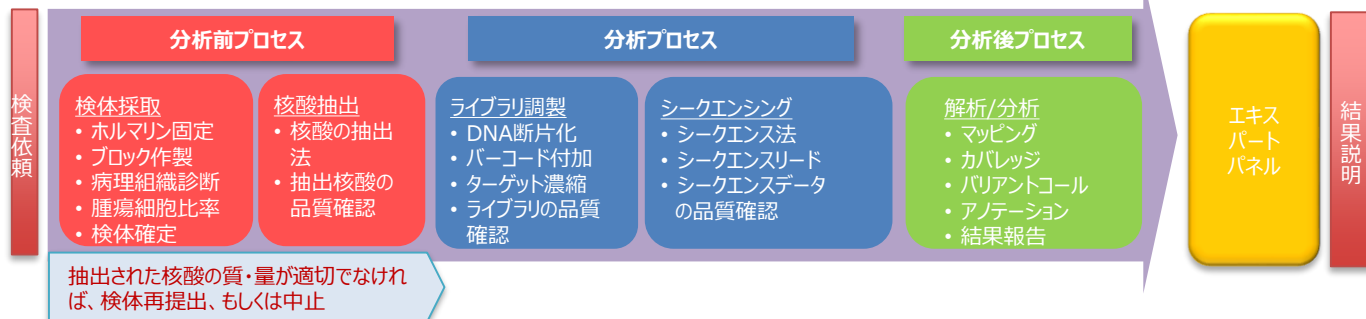 検査依頼
分析前プロセス
検体採取
• ホルマリン固定
• ブロック作製
• 病理組織診断
• 腫瘍細胞比率
• 検体確定
核酸抽出
• 核酸の抽出
法
• 抽出核酸の
品質確認
抽出された核酸の質・量が適切でなけれ
ば、検体再提出、もしくは中止
分析プロセス
ライブラリ調製
• DNA断片化
• バーコード付加
• ターゲット濃縮
• ライブラリの品質
確認
シークエンシング
• シークエンス法
• シークエンスリード
• シークエンスデータ
の品質確認
分析後プロセス
解析/分析
• マッピング
• カバレッジ
• バリアントコール
• アノテーション
• 結果報告
エキス
パート
パネル
結果説明